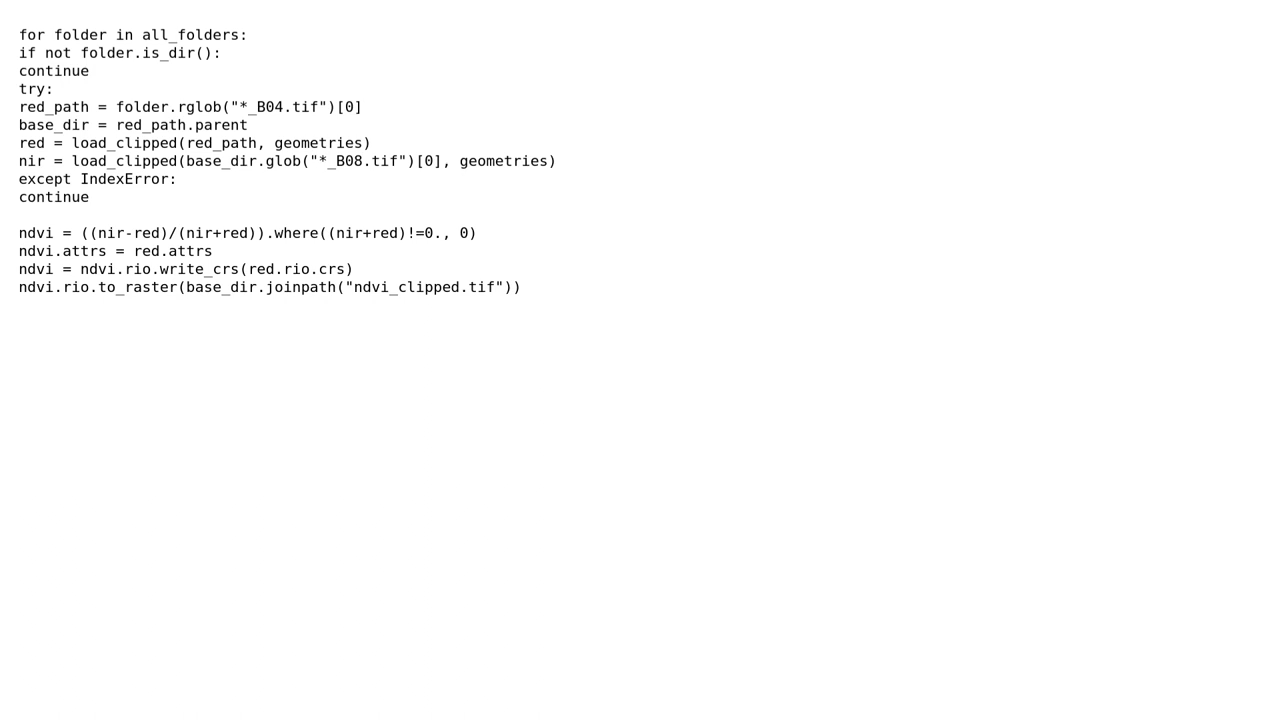 for folder in all_folders:
if not folder.is_dir():
continue
try:
red_path = folder.rglob("*_B04.tif")[0]
base_dir = red_path.parent
red = load_clipped(red_path, geometries)
nir = load_clipped(base_dir.glob("*_B08.tif")[0], geometries)
except IndexError:
continue

ndvi = ((nir-red)/(nir+red)).where((nir+red)!=0., 0)
ndvi.attrs = red.attrs
ndvi = ndvi.rio.write_crs(red.rio.crs)
ndvi.rio.to_raster(base_dir.joinpath("ndvi_clipped.tif"))